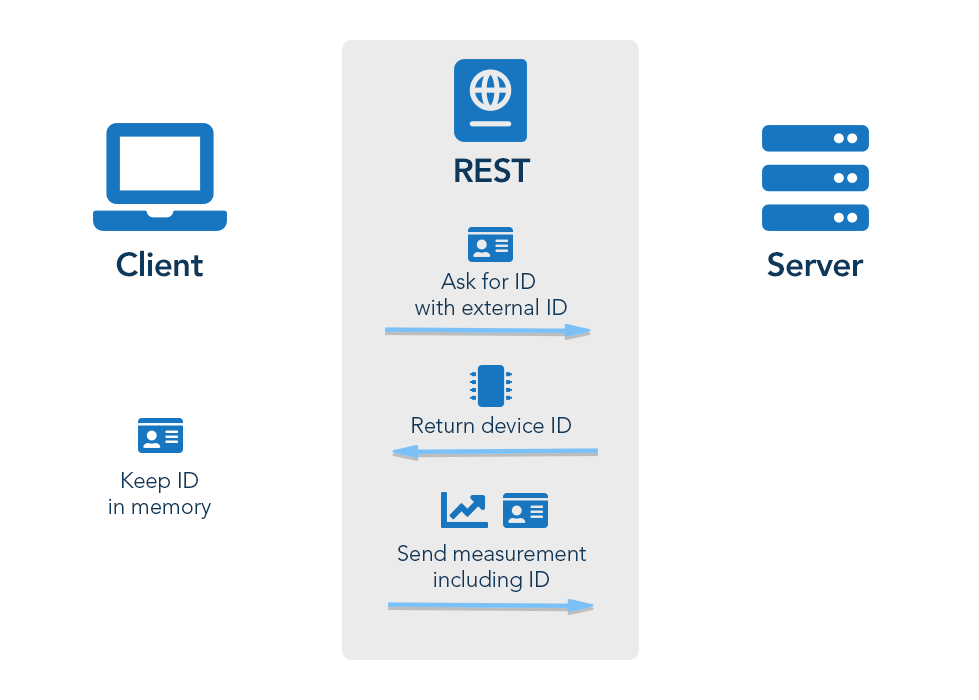 REST
Client
Server
Ask for ID
with external ID
Return device ID
Keep ID
in memory
Send measurement
including ID